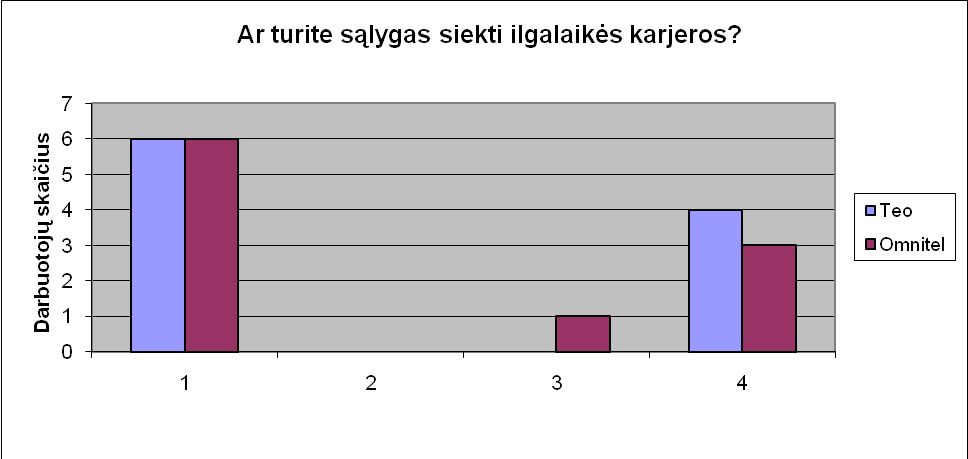 Ar turite sąlygas siekti ilgalaikės karjeros?
Darbuotojų skaičius
7
6
5
4
3
2
1
0
1 2 3 4
Teo
Omnitel